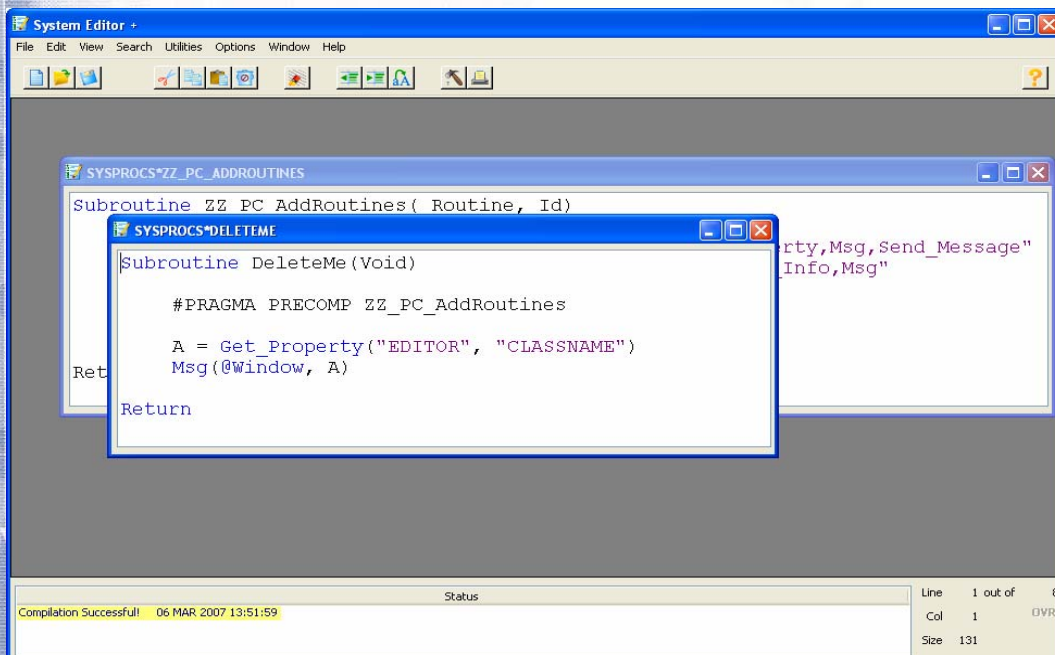 System Editor +
File Edit View Search Utilities Options Window Help
SYSPROCS*ZZ_PC_ADDROUTINES
Subroutine ZZ_PC_AddRoutines( Routine, Id)
rty,Msg,Send_Message"
Info,Msg"
Ret
SYSPROCS*DELETEME
Subroutine DeleteMe(Void)
#PRAGMA PRECOMP ZZ_PC_AddRoutines
A = Get_Property("EDITOR", "CLASSNAME")
Msg(@Window, A)
Return
Status
Compilation Successful! 06 MAR 2007 13:51:59
Line 1 out of 8
Col 1 OVR
Size 131